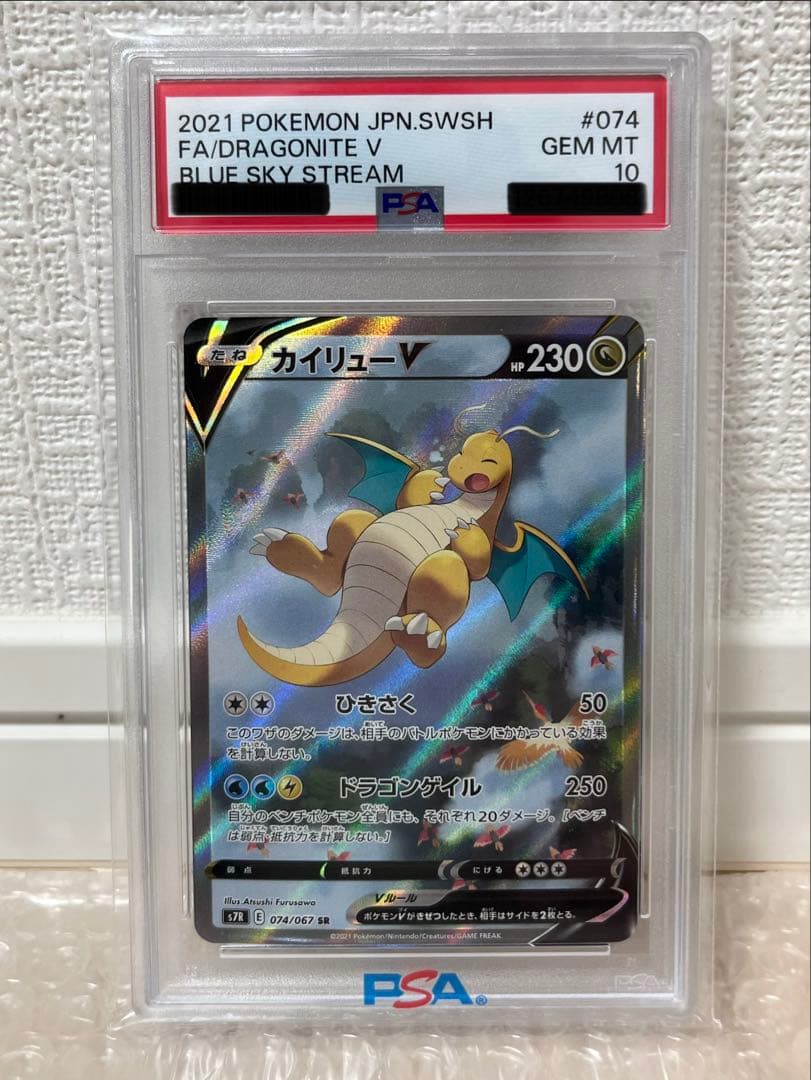 2021 POKEMON JPN.SWSH #074
FA/DRAGONITE V GEM MT
BLUE SKY STREAM 10
PSA
たね カイリューV HP 230
ひきさく 50
このワザのダメージは、相手のバトルポケモンにかかっている効果
を計算しない。
ドラゴンゲイル 250
自分のベンチポケモン全員にも、それぞれ20ダメージ。[ベンチ
は弱点・抵抗力を計算しない。]
弱点 抵抗力 にげる
Illus.Atsushi Furusawa
Vルール
ポケモンVがきぜつしたとき、相手はサイドを2枚とる。
s7R E 074/067 SR
©2021 Pokémon/Nintendo/Creatures/GAME FREAK
PSA
PSA®